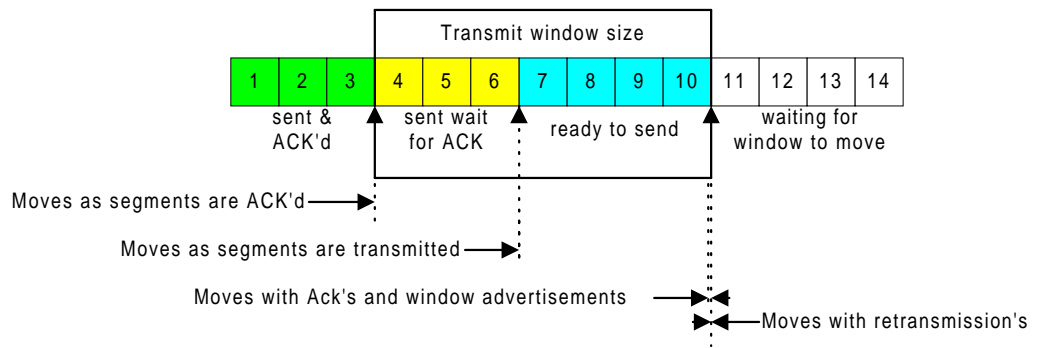 Transmit window size
1 2 3 4 5 6 7 8 9 10 11 12 13 14
sent &
ACK'd
sent wait
for ACK
ready to send
waiting for
window to move
Moves as segments are ACK'd
Moves as segments are transmitted
Moves with Ack's and window advertisements
Moves with retransmission's